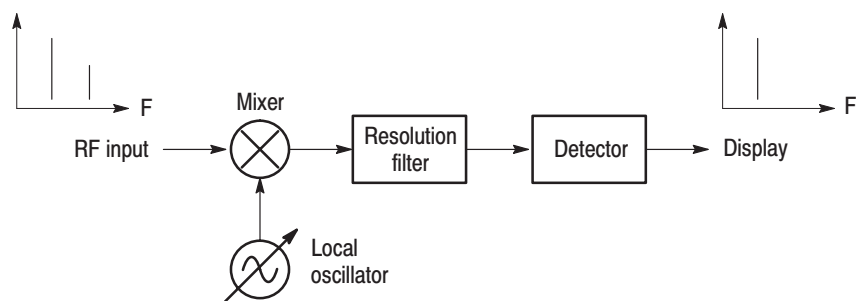 F
F
Mixer
RF input
Resolution
filter
Detector
Display
Local
oscillator